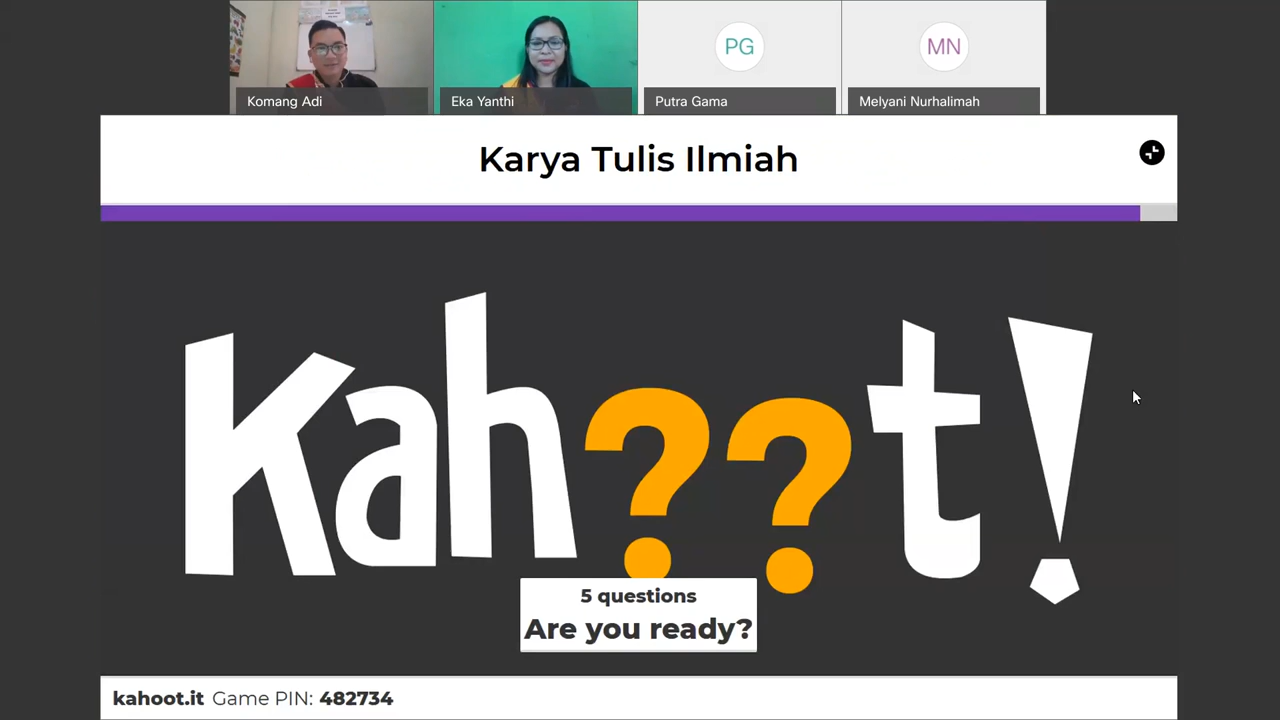 PG
MN
Komang Adi
Eka Yanthi
Putra Gama
Melyani Nurhalimah
Karya Tulis Ilmiah
Kah??t!
5 questions
Are you ready?
kahoot.it Game PIN: 482734